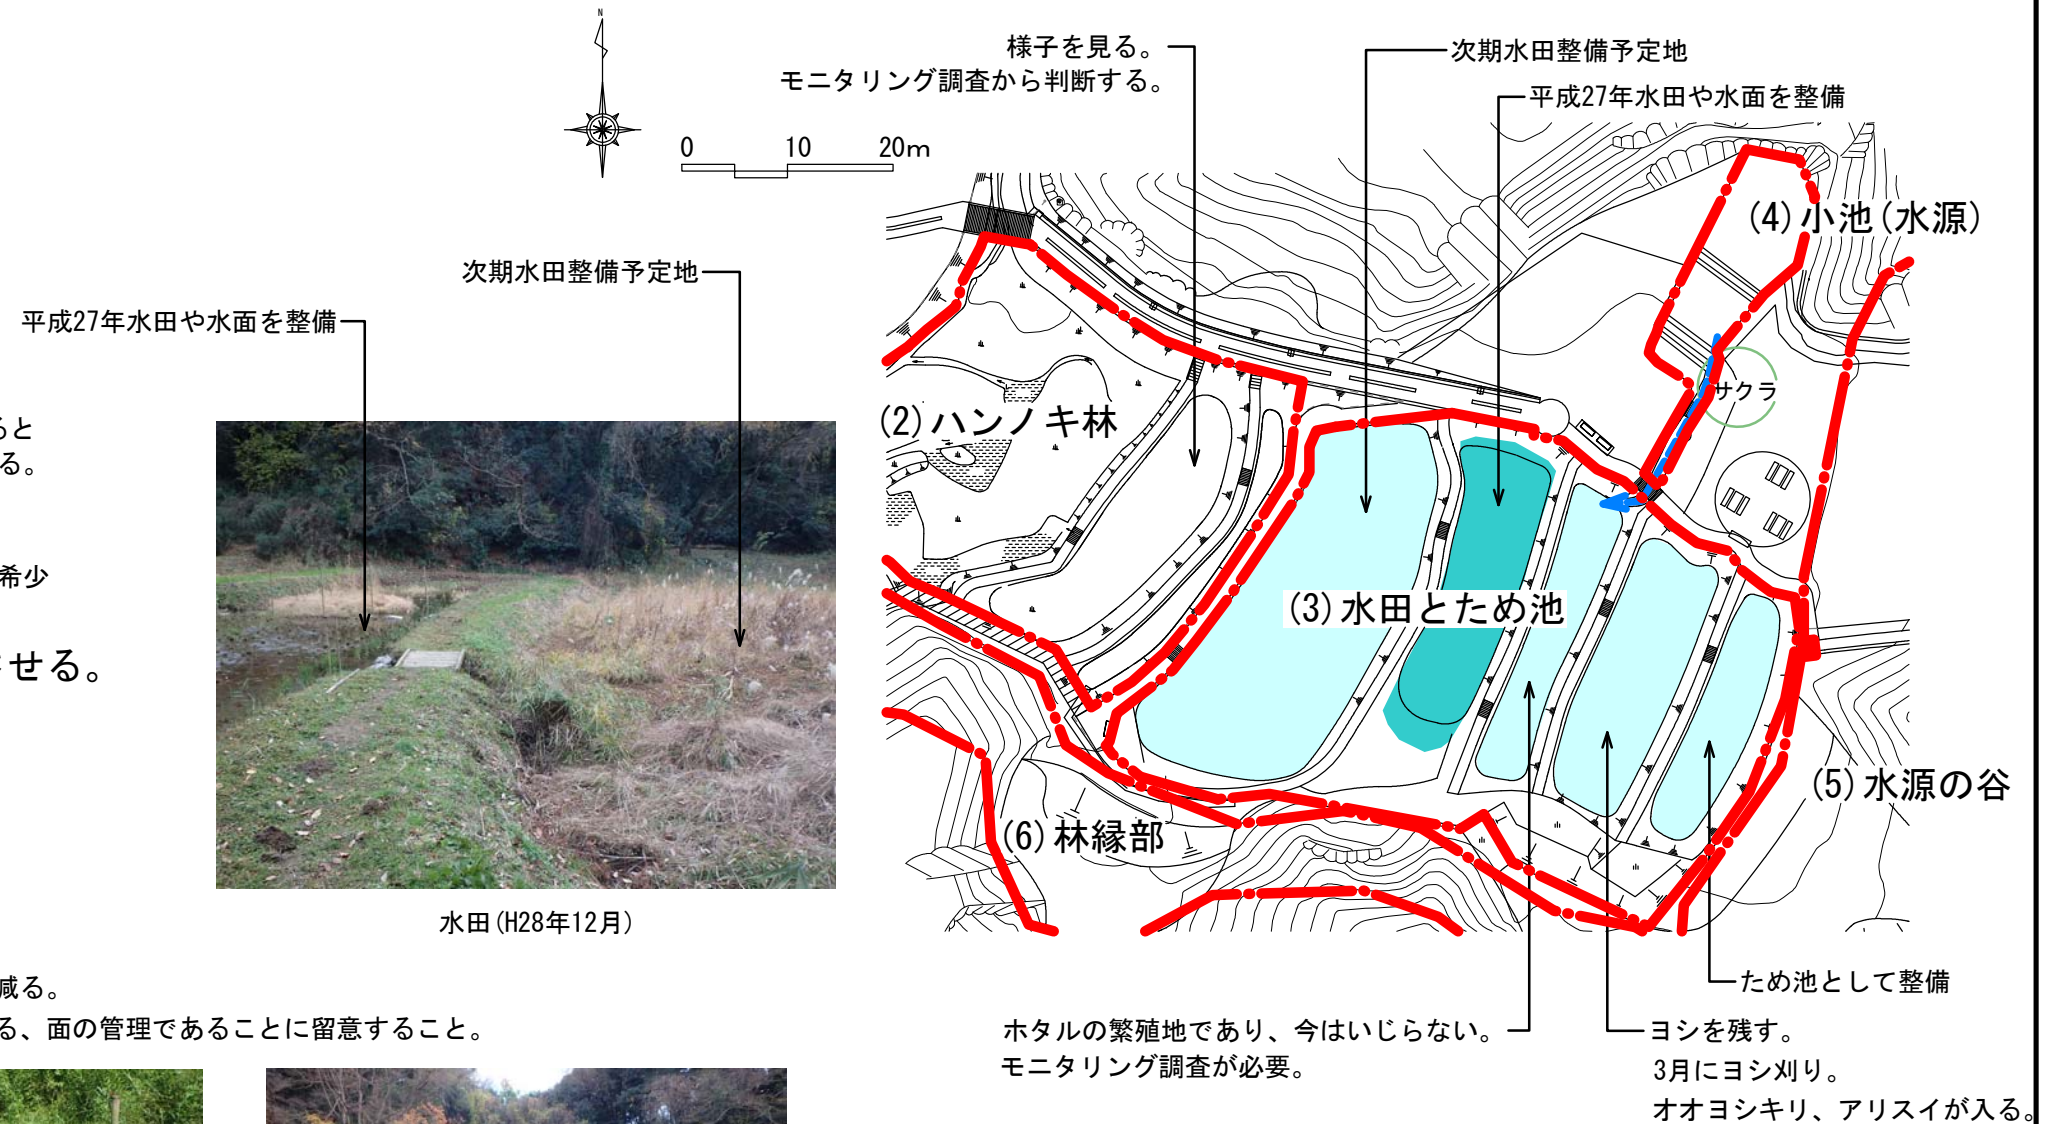 N
0 10 20m
様子を見る。
モニタリング調査から判断する。
次期水田整備予定地
平成27年水田や水面を整備
(4)小池(水源)
次期水田整備予定地
平成27年水田や水面を整備
サクラ
(2)ハンノキ林
ると
る。
希少
(3)水田とため池
させる。
(5)水源の谷
(6)林縁部
水田(H28年12月)
減る。
る、面の管理であることに留意すること。
ため池として整備
ホタルの繁殖地であり、今はいじらない。
モニタリング調査が必要。
ヨシを残す。
3月にヨシ刈り。
オオヨシキリ、アリスイが入る。